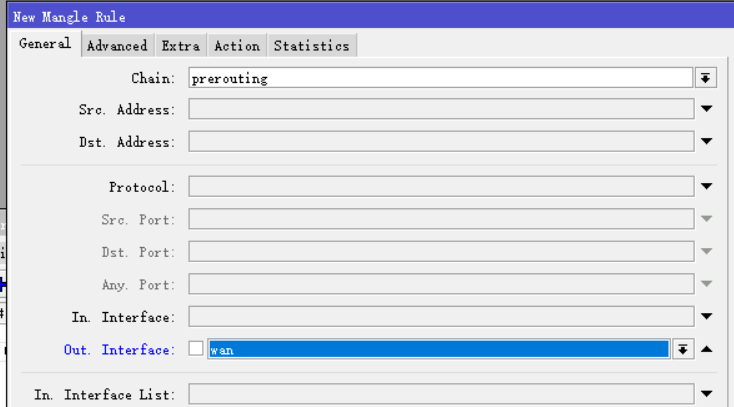 New Mangle Rule
General Advanced Extra Action Statistics
Chain: prerouting
Src. Address:
Dst. Address:
Protocol:
Src. Port:
Dst. Port:
Any. Port:
In. Interface:
Out. Interface: wan
In. Interface List: